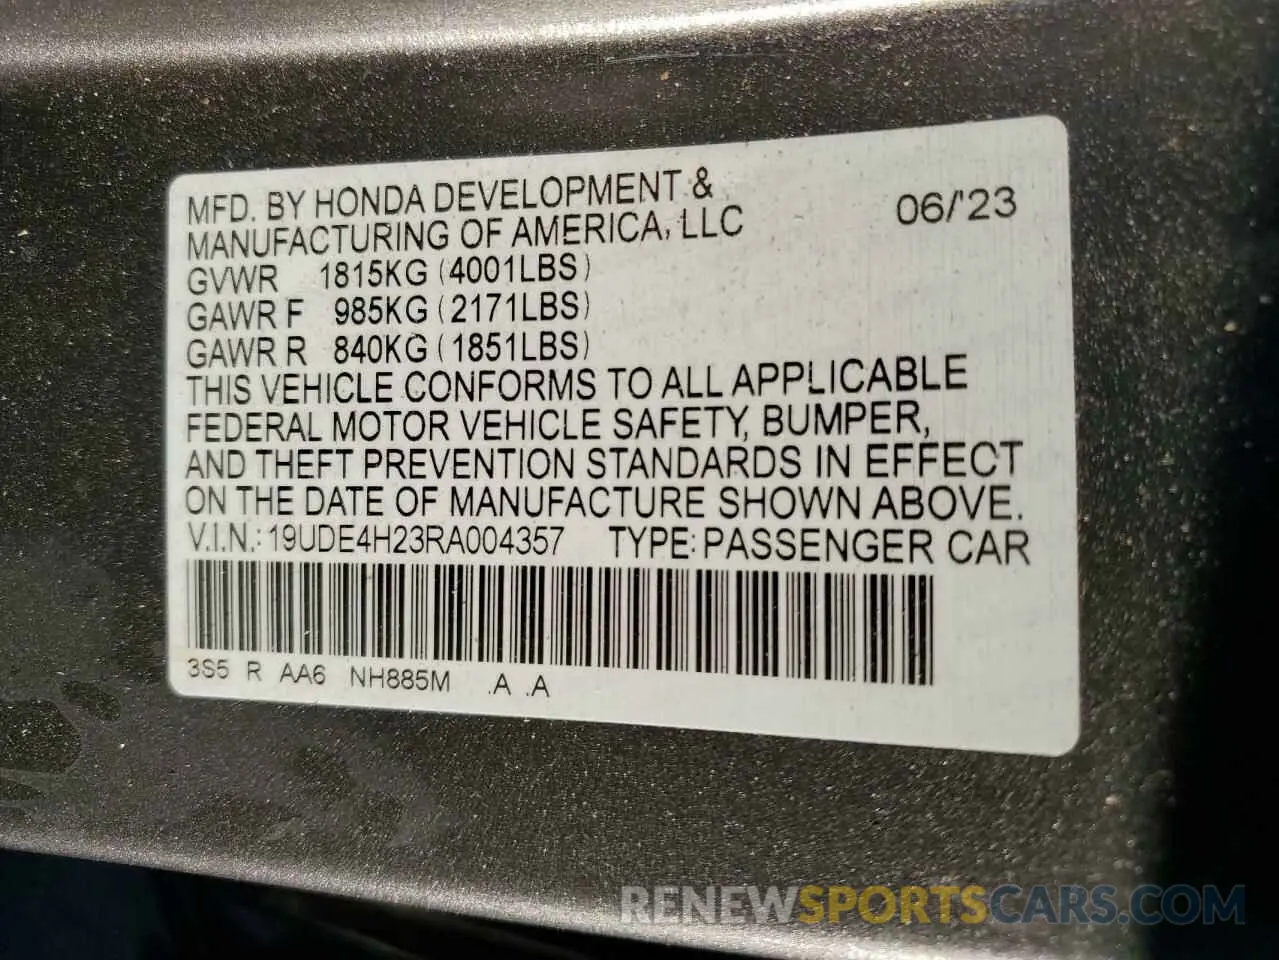 MFD. BY HONDA DEVELOPMENT &
MANUFACTURING OF AMERICA, LLC
06/'23
GVWR 1815KG (4001LBS)
GAWR F 985KG (2171LBS)
GAWR R 840KG (1851LBS)
THIS VEHICLE CONFORMS TO ALL APPLICABLE
FEDERAL MOTOR VEHICLE SAFETY, BUMPER,
AND THEFT PREVENTION STANDARDS IN EFFECT
ON THE DATE OF MANUFACTURE SHOWN ABOVE.
V.I.N.: 19UDE4H23RA004357 TYPE: PASSENGER CAR
3S5 R AA6 NH885M .A .A
RENEWSPORTSCARS.COM